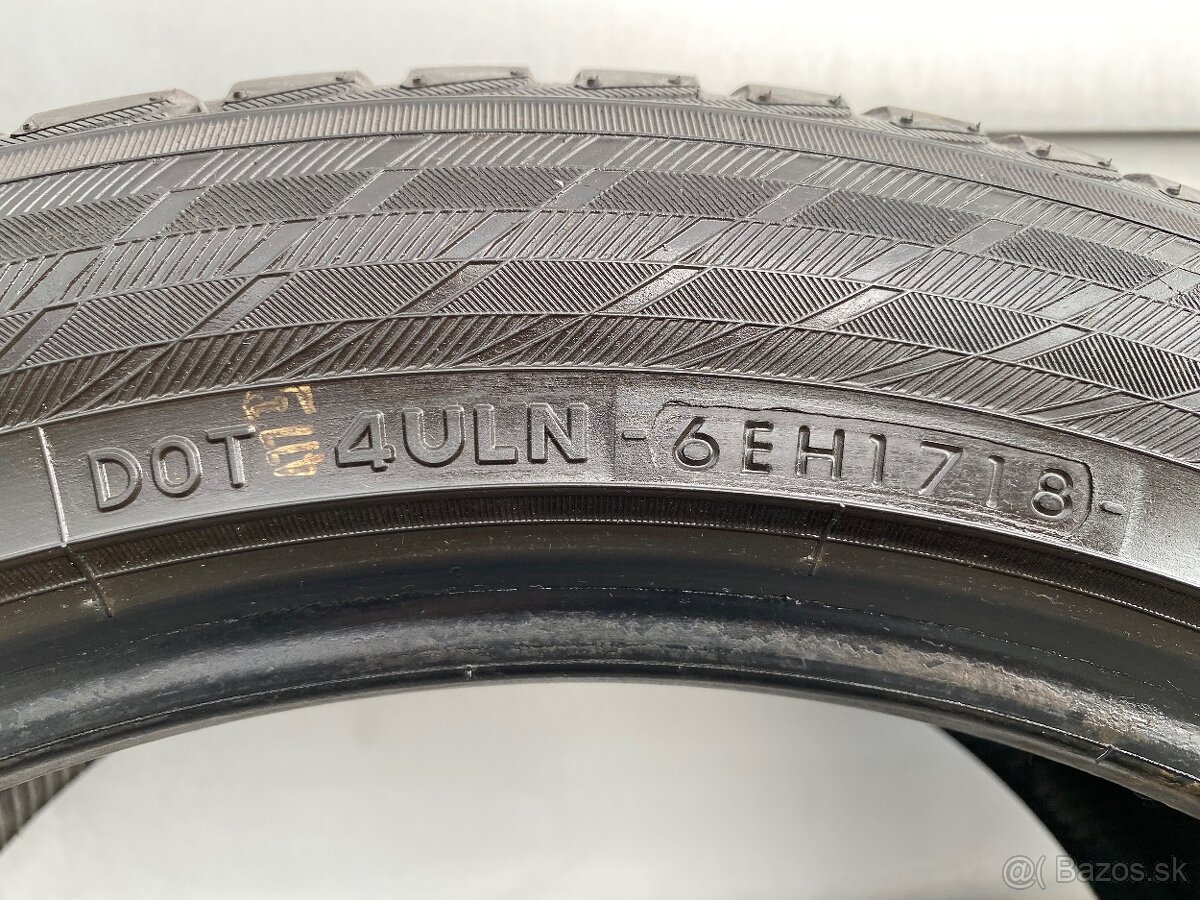 DOT 4ULN - 6EH1718 -
@( Bazos.sk